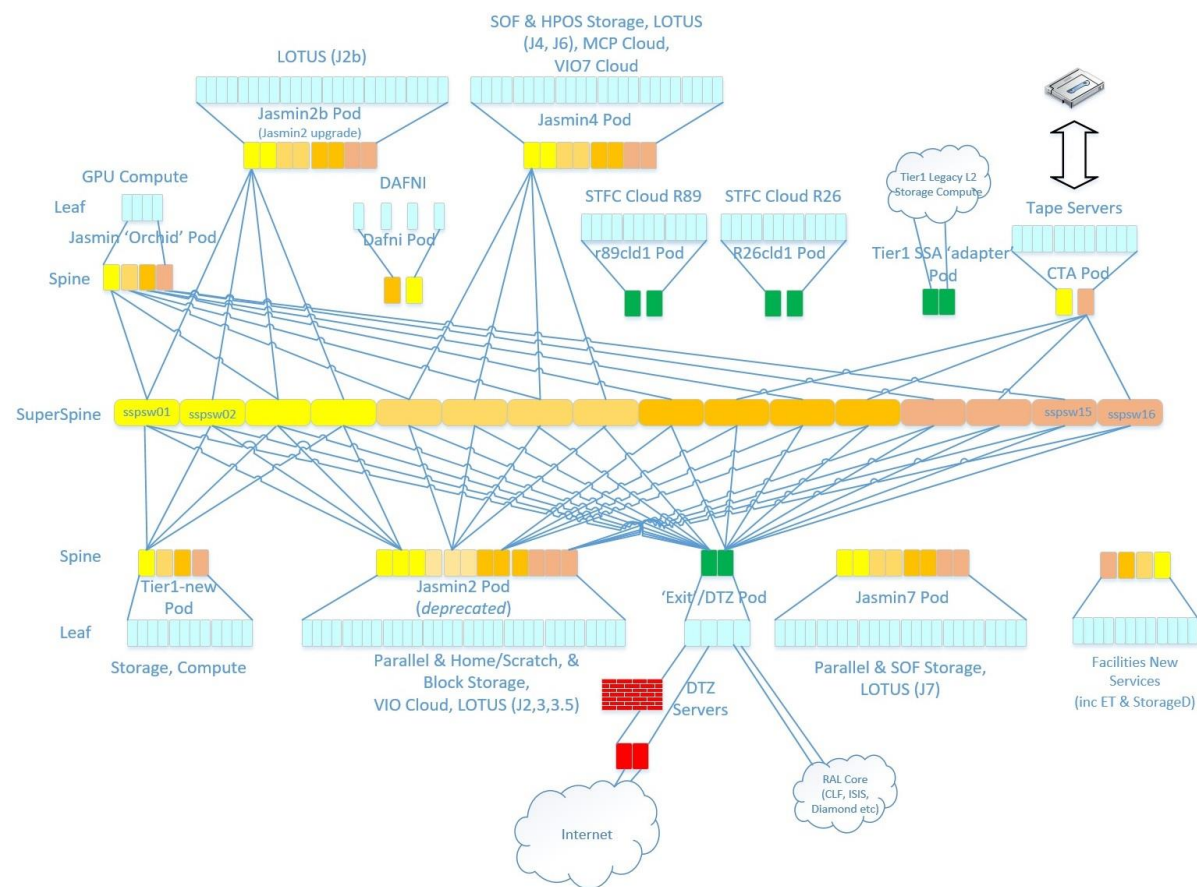 SOF & HPOS Storage, LOTUS
(J4, J6), MCP Cloud,
VIO7 Cloud
LOTUS (J2b)
Jasmin2b Pod
(Jasmin2 upgrade)
Jasmin4 Pod
GPU Compute
Leaf
Jasmin 'Orchid' Pod
Spine
DAFNI
Dafni Pod
STFC Cloud R89
r89cld1 Pod
STFC Cloud R26
R26cld1 Pod
Tier1 Legacy L2
Storage Compute
Tier1 SSA 'adapter'
Pod
Tape Servers
CTA Pod
SuperSpine
sspsw01
sspsw02
sspsw15
sspsw16
Spine
Tier1-new
Pod
Leaf
Storage, Compute
Jasmin2 Pod
(deprecated)
Parallel & Home/Scratch, &
Block Storage,
VIO Cloud, LOTUS (J2,3,3.5)
'Exit'/DTZ Pod
DTZ
Servers
Jasmin7 Pod
Parallel & SOF Storage,
LOTUS (J7)
Facilities New
Services
(inc ET & StorageD)
RAL Core
(CLF, ISIS,
Diamond etc)
Internet